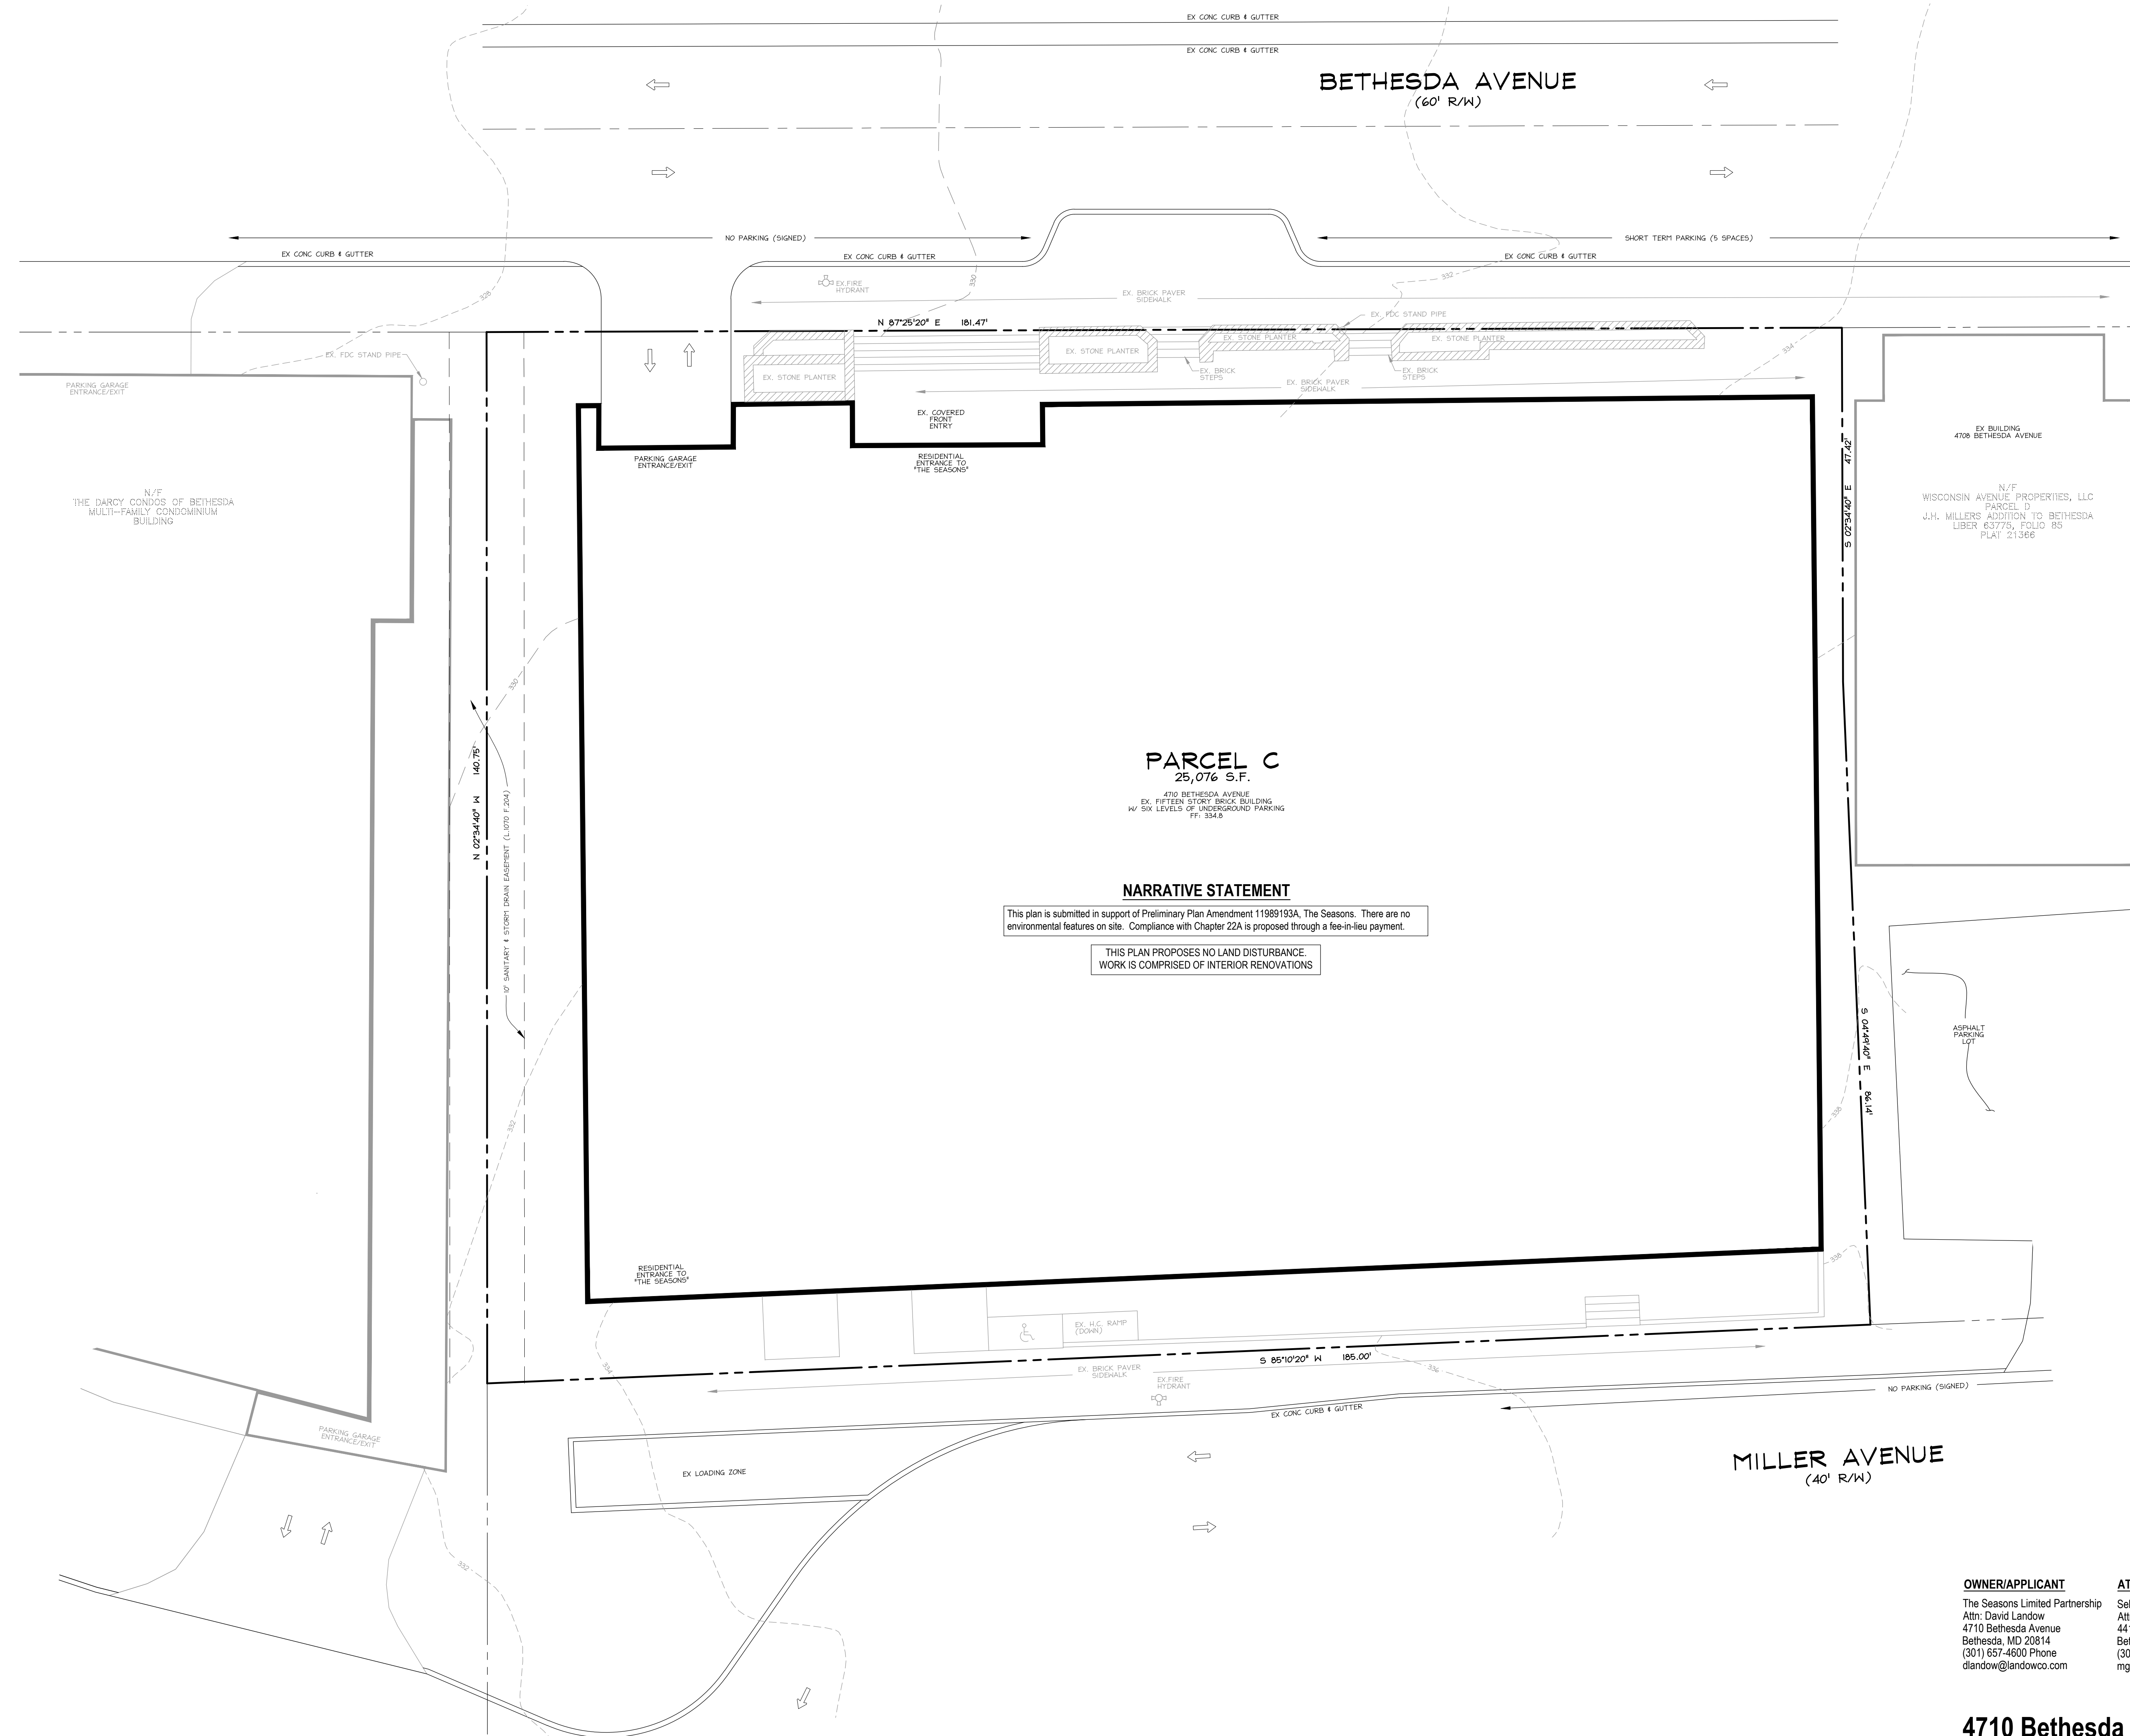 EX CONC CURB & GUTTER
EX CONC CURB & GUTTER
BETHESDA AVENUE
(60' R/W)
NO PARKING (SIGNED)
SHORT TERM PARKING (5 SPACES)
EX CONC CURB & GUTTER
EX CONC CURB & GUTTER
EX CONC CURB & GUTTER
328
330
332
EX.FIRE
HYDRANT
EX. BRICK PAVER
SIDEWALK
N 87°25'20" E 181.47'
EX. FDC STAND PIPE
EX. FDC STAND PIPE
EX. STONE PLANTER
EX. STONE PLANTER
EX. STONE PLANTER
EX. STONE PLANTER
334
EX. BRICK
STEPS
EX. BRICK
STEPS
EX. BRICK PAVER
SIDEWALK
PARKING GARAGE
ENTRANCE/EXIT
EX. COVERED
FRONT
ENTRY
PARKING GARAGE
ENTRANCE/EXIT
RESIDENTIAL
ENTRANCE TO
"THE SEASONS"
EX BUILDING
4708 BETHESDA AVENUE
S 02°34'40" E 47.42'
N/F
THE DARCY CONDOS OF BETHESDA
MULTI-FAMILY CONDOMINIUM
BUILDING
N/F
WISCONSIN AVENUE PROPERTIES, LLC
PARCEL D
J.H. MILLERS ADDITION TO BETHESDA
LIBER 63775, FOLIO 85
PLAT 21366
330
N 02°34'40" W 140.75'
10' SANITARY & STORM DRAIN EASEMENT (L.1070 F.204)
PARCEL C
25,076 S.F.
4710 BETHESDA AVENUE
EX. FIFTEEN STORY BRICK BUILDING
W/ SIX LEVELS OF UNDERGROUND PARKING
FF: 334.8
NARRATIVE STATEMENT
This plan is submitted in support of Preliminary Plan Amendment 11989193A, The Seasons. There are no
environmental features on site. Compliance with Chapter 22A is proposed through a fee-in-lieu payment.
THIS PLAN PROPOSES NO LAND DISTURBANCE.
WORK IS COMPRISED OF INTERIOR RENOVATIONS
S 04°49'40" E 86.14'
ASPHALT
PARKING
LOT
332
338
338
RESIDENTIAL
ENTRANCE TO
"THE SEASONS"
EX. H.C. RAMP
(DOWN)
S 85°10'20" W 185.00'
334
336
EX. BRICK PAVER
SIDEWALK
EX.FIRE
HYDRANT
NO PARKING (SIGNED)
EX CONC CURB & GUTTER
PARKING GARAGE
ENTRANCE/EXIT
EX LOADING ZONE
MILLER AVENUE
(40' R/W)
332
OWNER/APPLICANT
The Seasons Limited Partnership
Attn: David Landow
4710 Bethesda Avenue
Bethesda, MD 20814
(301) 657-4600 Phone
dlandow@landowco.com
4710 Bethesda